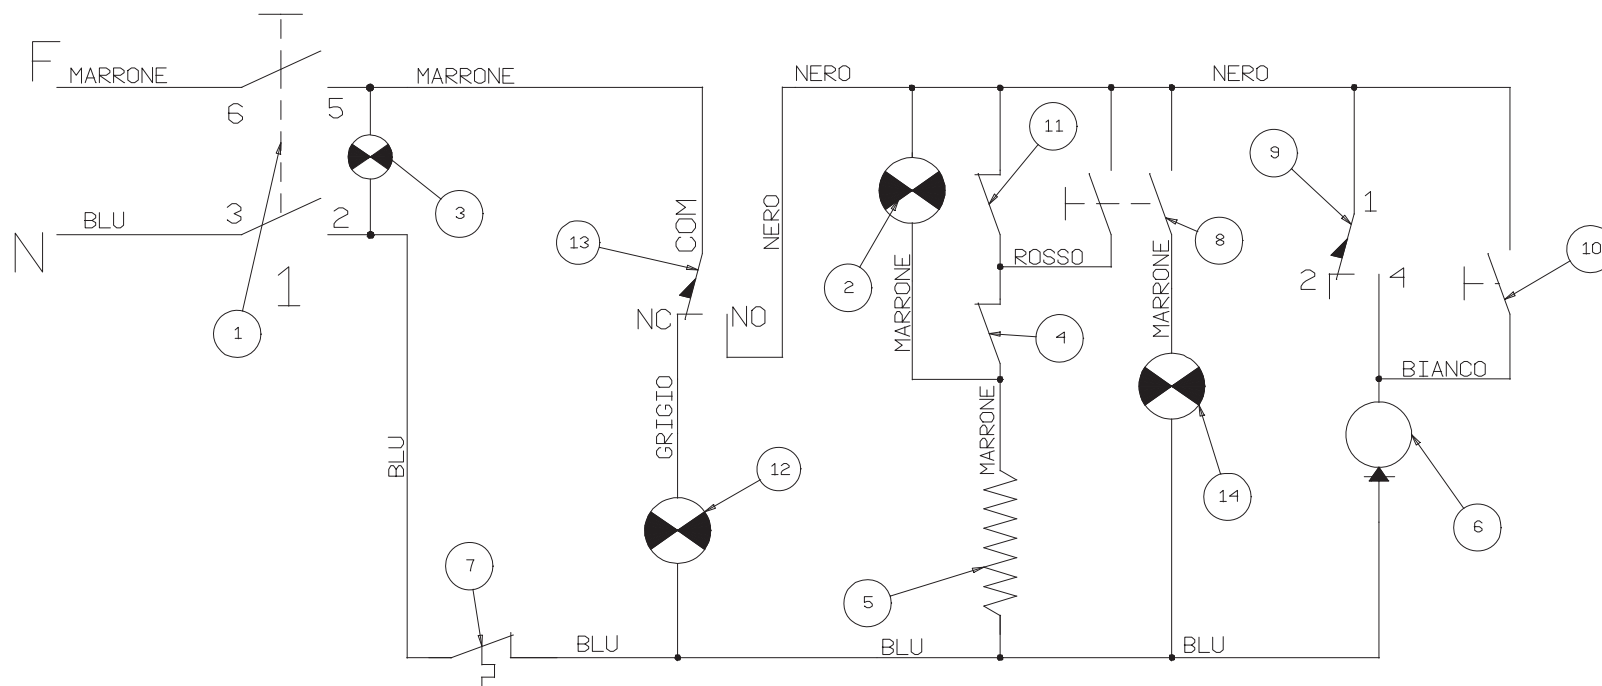 F
MARRONE
6
5
MARRONE
NERO
NERO
11
9
3
N
BLU
3
2
1
1
13
COM
NERO
NC
NO
2
MARRONE
ROSSO
4
8
MARRONE
1
2
4
10
BIANCO
GRIGIO
12
MARRONE
14
6
BLU
7
5
BLU
BLU
BLU